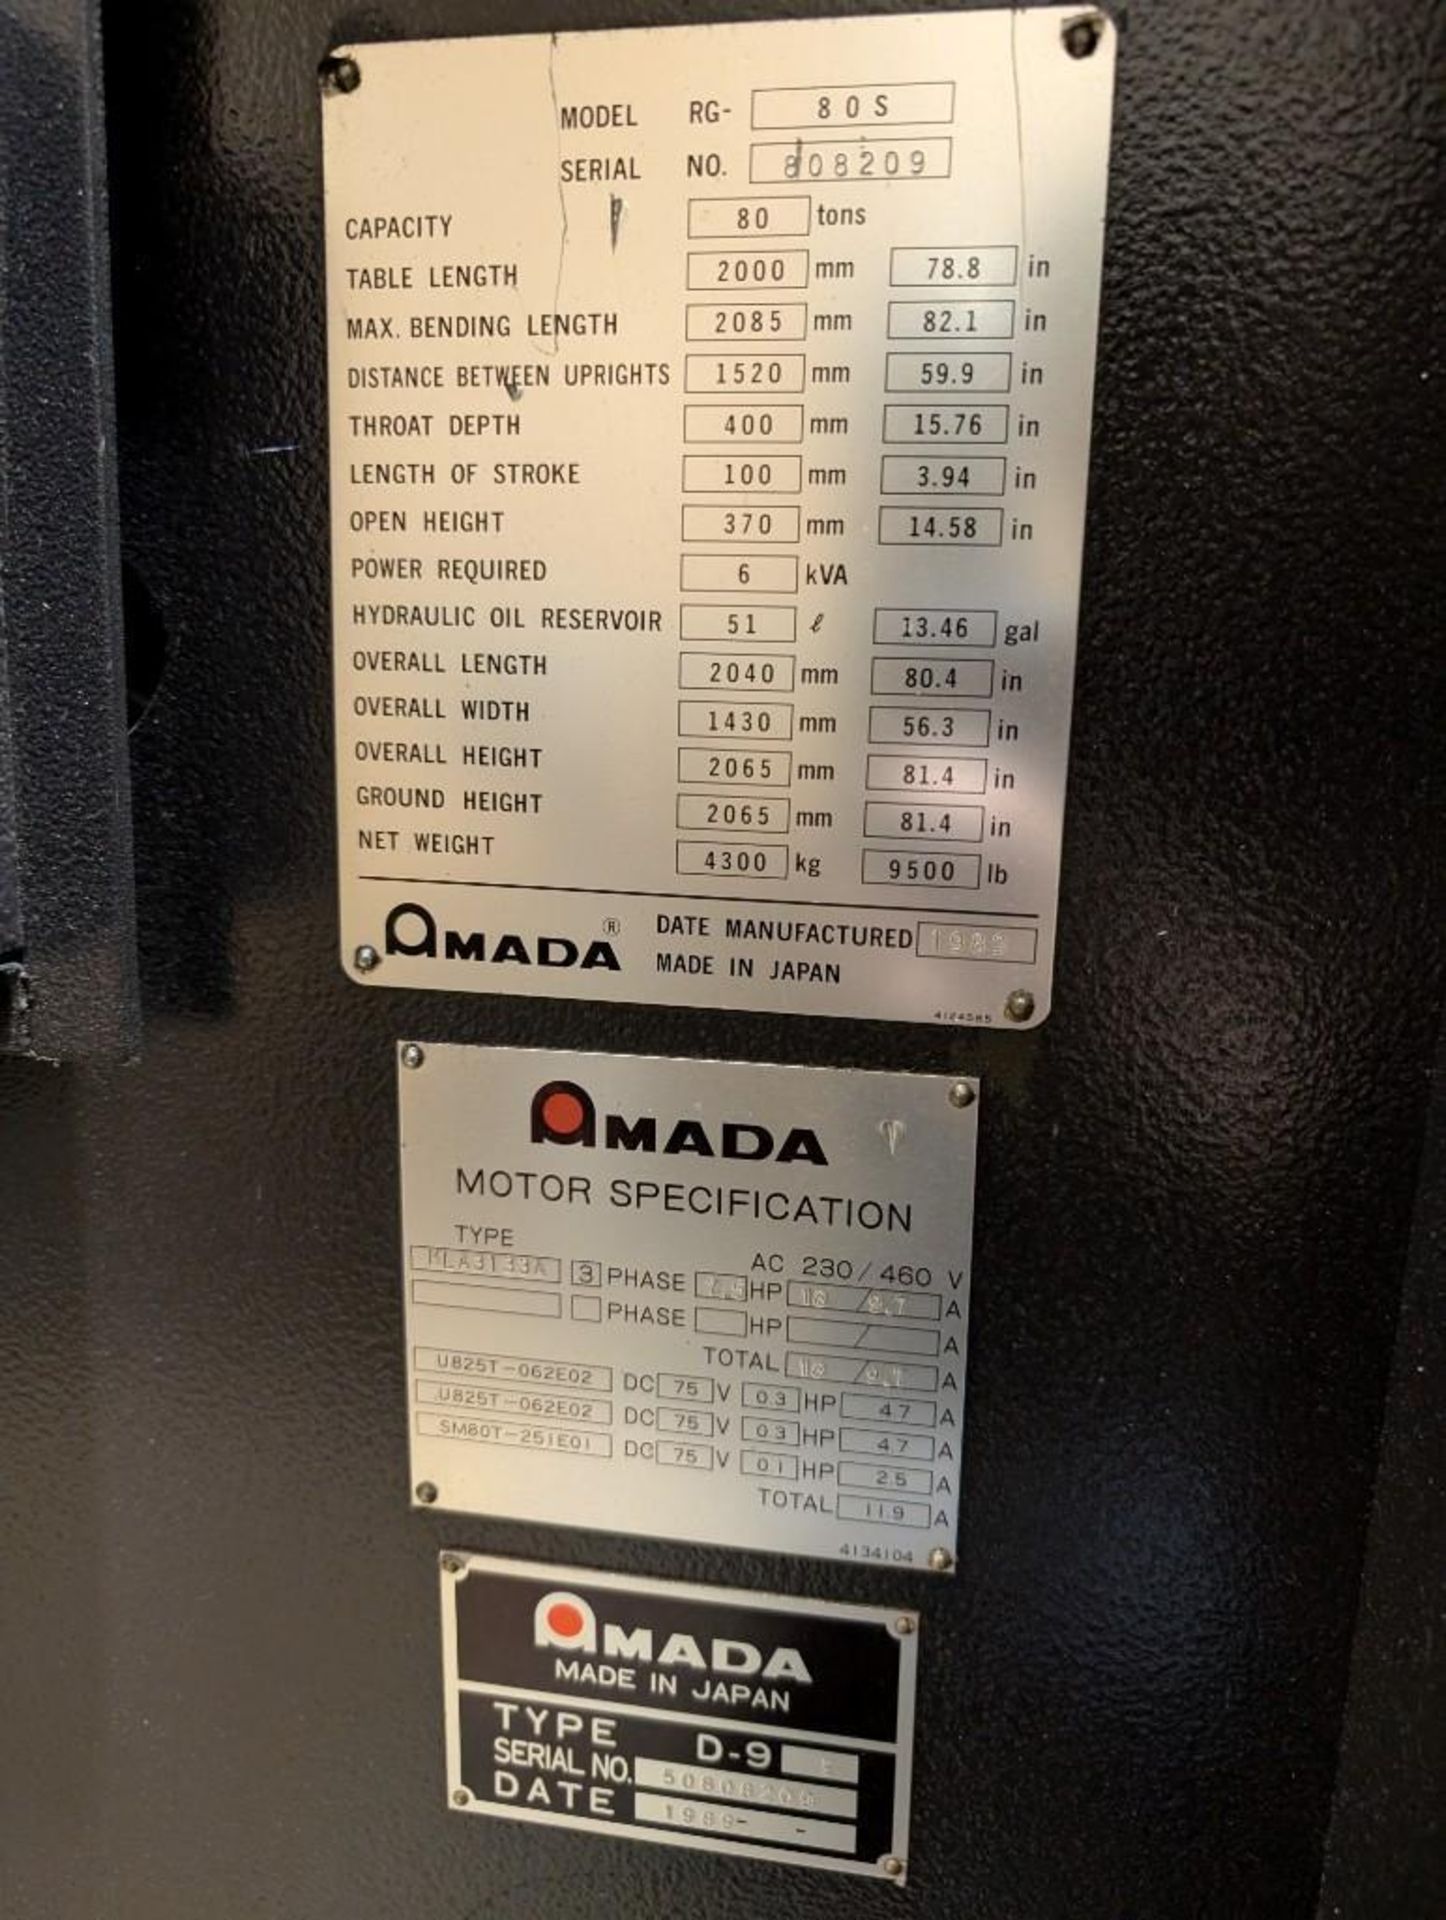 MODEL RG- 80S
SERIAL NO. 808209
CAPACITY 80 tons
TABLE LENGTH 2000 mm 78.8 in
MAX. BENDING LENGTH 2085 mm 82.1 in
DISTANCE BETWEEN UPRIGHTS 1520 mm 59.9 in
THROAT DEPTH 400 mm 15.76 in
LENGTH OF STROKE 100 mm 3.94 in
OPEN HEIGHT 370 mm 14.58 in
POWER REQUIRED 6 kVA
HYDRAULIC OIL RESERVOIR 51 ℓ 13.46 gal
OVERALL LENGTH 2040 mm 80.4 in
OVERALL WIDTH 1430 mm 56.3 in
OVERALL HEIGHT 2065 mm 81.4 in
GROUND HEIGHT 2065 mm 81.4 in
NET WEIGHT 4300 kg 9500 lb
AMADA ® DATE MANUFACTURED
MADE IN JAPAN
4124585
AMADA
MOTOR SPECIFICATION
TYPE AC 230/460 V
MLA3133A 3 PHASE HP 18 / 9.7 A
PHASE HP / A
TOTAL 18 / A
U825T-062E02 DC 75 V 0.3 HP 4.7 A
U825T-062E02 DC 75 V 0.3 HP 4.7 A
SM80T-251E01 DC 75 V 0.1 HP 2.5 A
TOTAL 11.9 A
4134104
AMADA
MADE IN JAPAN
TYPE D-9
SERIAL NO. 50808209
DATE 1989- -